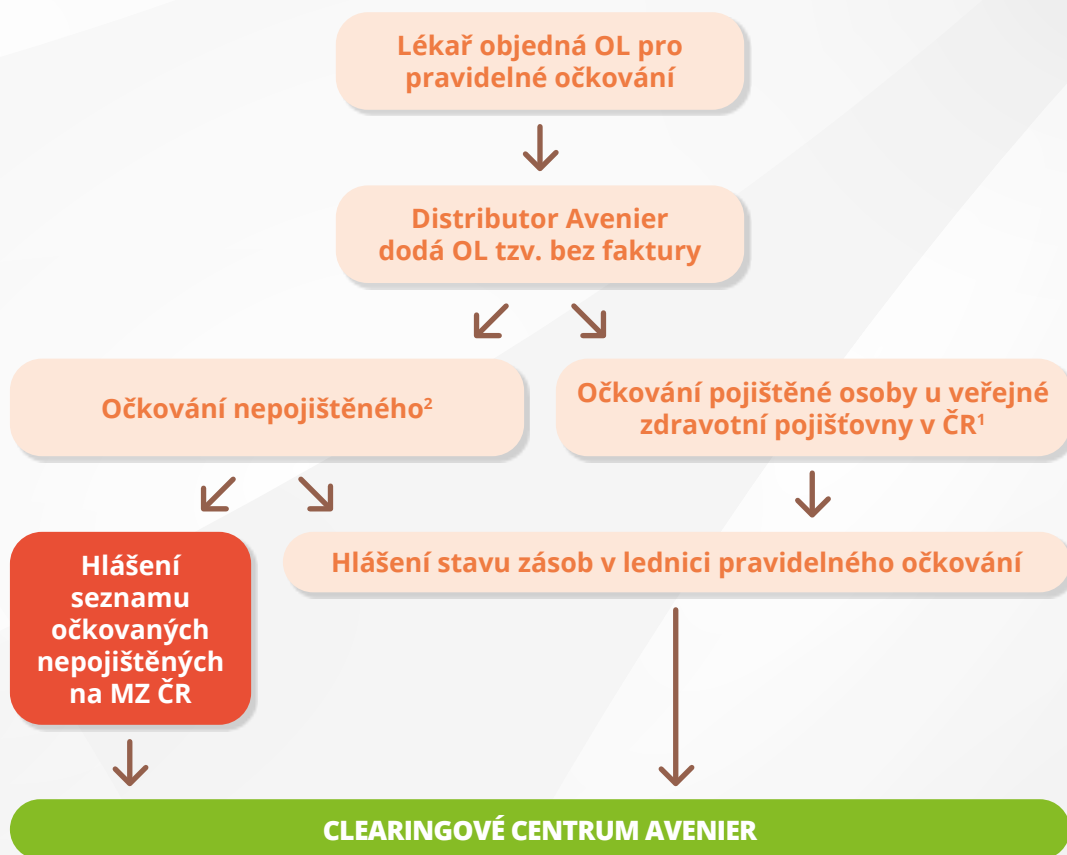 Lékař objedná OL pro
pravidelné očkování
Distributor Avenier
dodá OL tzv. bez faktury
Očkování nepojištěného²
Očkování pojištěné osoby u veřejné
zdravotní pojišťovny v ČR¹
Hlášení
seznamu
očkovaných
nepojištěných
na MZ ČR
Hlášení stavu zásob v lednici pravidelného očkování
CLEARINGOVÉ CENTRUM AVENIER